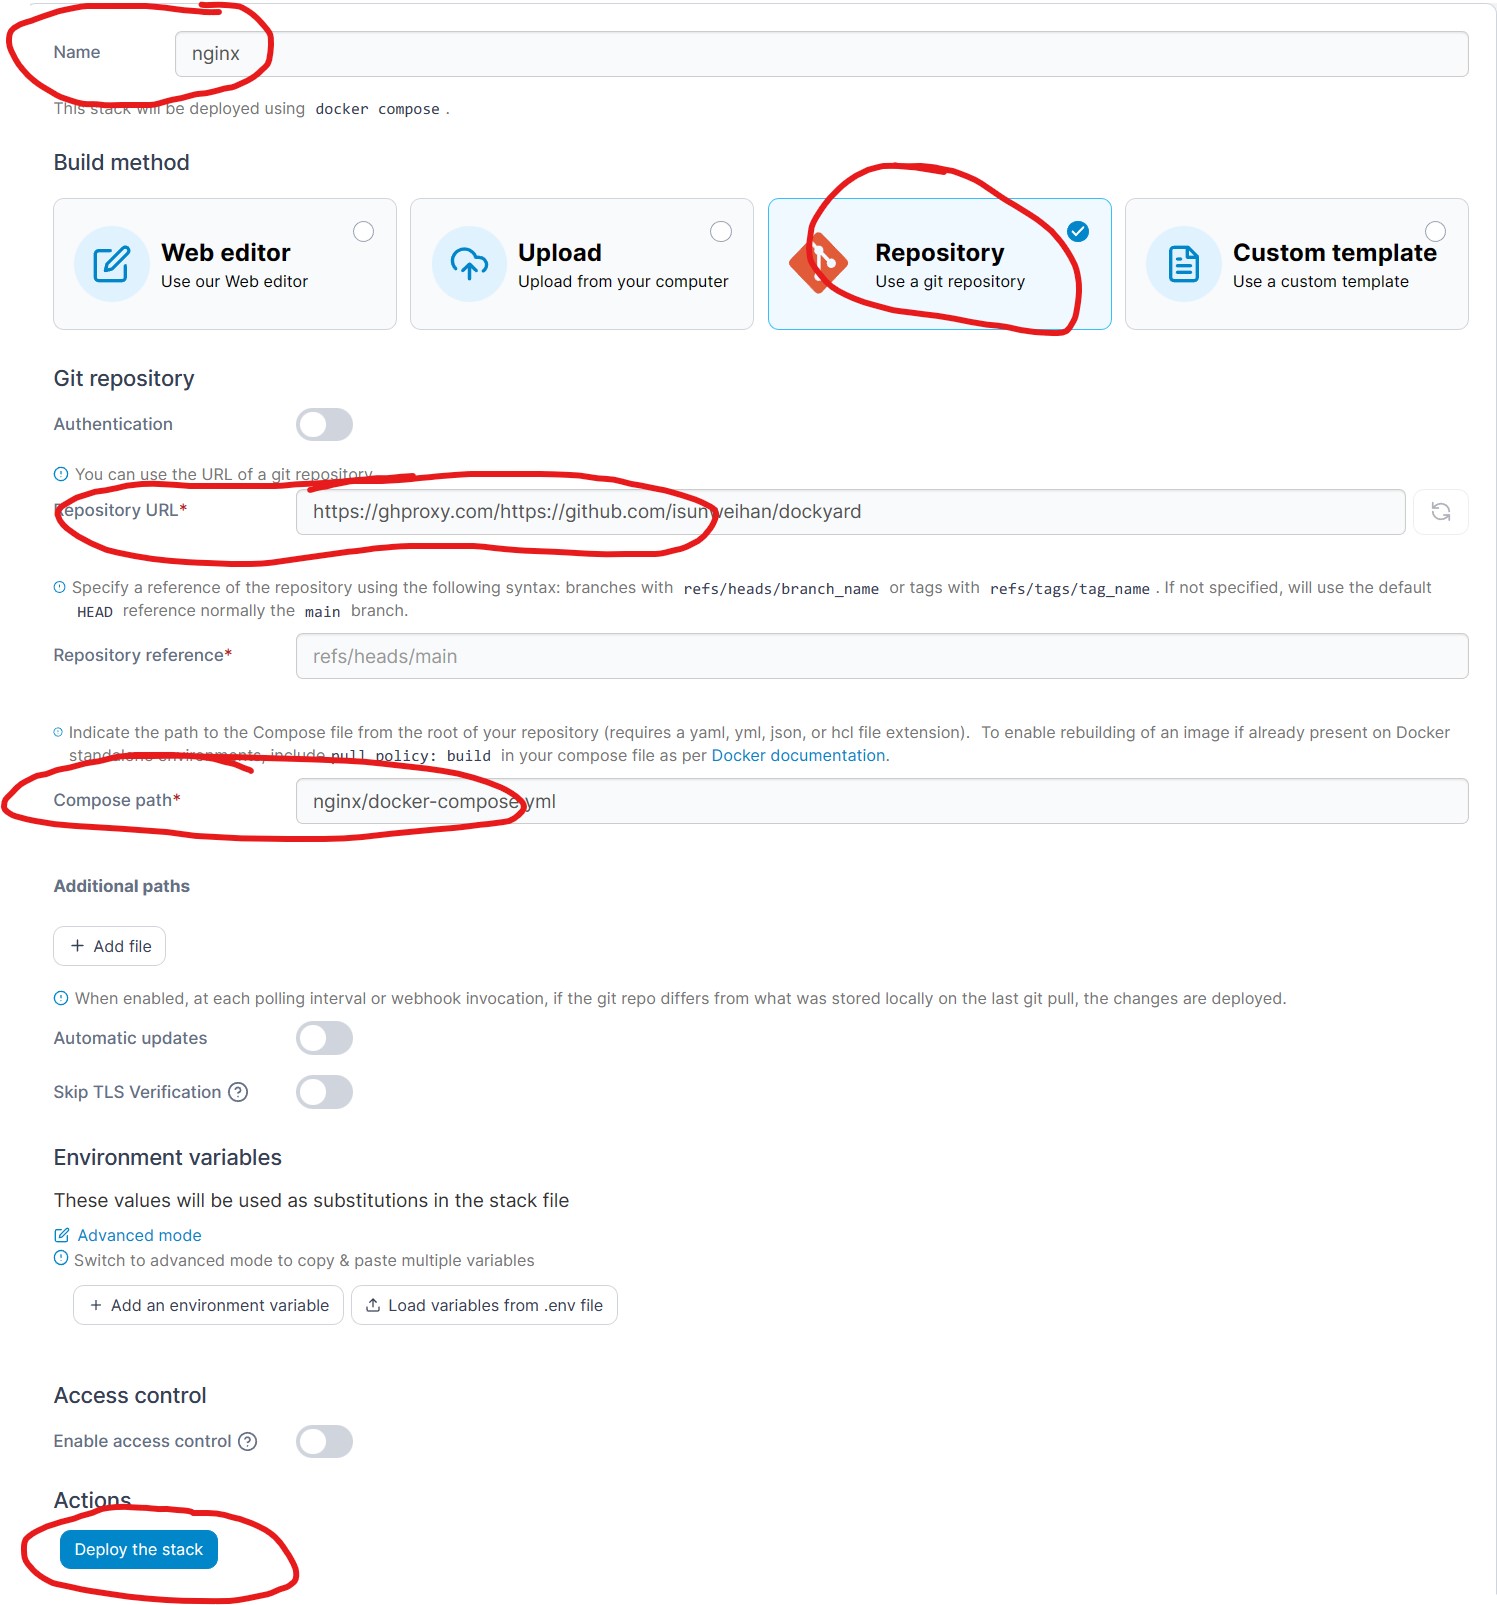 Name
nginx
This stack will be deployed using docker compose .
Build method
Web editor
Use our Web editor
Upload
Upload from your computer
Repository
Use a git repository
Custom template
Use a custom template
Git repository
Authentication
You can use the URL of a git repository.
Repository URL*
https://ghproxy.com/https://github.com/isunweihan/dockyard
Specify a reference of the repository using the following syntax: branches with refs/heads/branch_name or tags with refs/tags/tag_name . If not specified, will use the default
HEAD reference normally the main branch.
Repository reference*
refs/heads/main
Indicate the path to the Compose file from the root of your repository (requires a yaml, yml, json, or hcl file extension). To enable rebuilding of an image if already present on Docker
standalone environments, include pull_policy: build in your compose file as per Docker documentation.
Compose path*
nginx/docker-compose.yml
Additional paths
+ Add file
When enabled, at each polling interval or webhook invocation, if the git repo differs from what was stored locally on the last git pull, the changes are deployed.
Automatic updates
Skip TLS Verification
Environment variables
These values will be used as substitutions in the stack file
Advanced mode
Switch to advanced mode to copy & paste multiple variables
+ Add an environment variable
Load variables from .env file
Access control
Enable access control
Actions
Deploy the stack